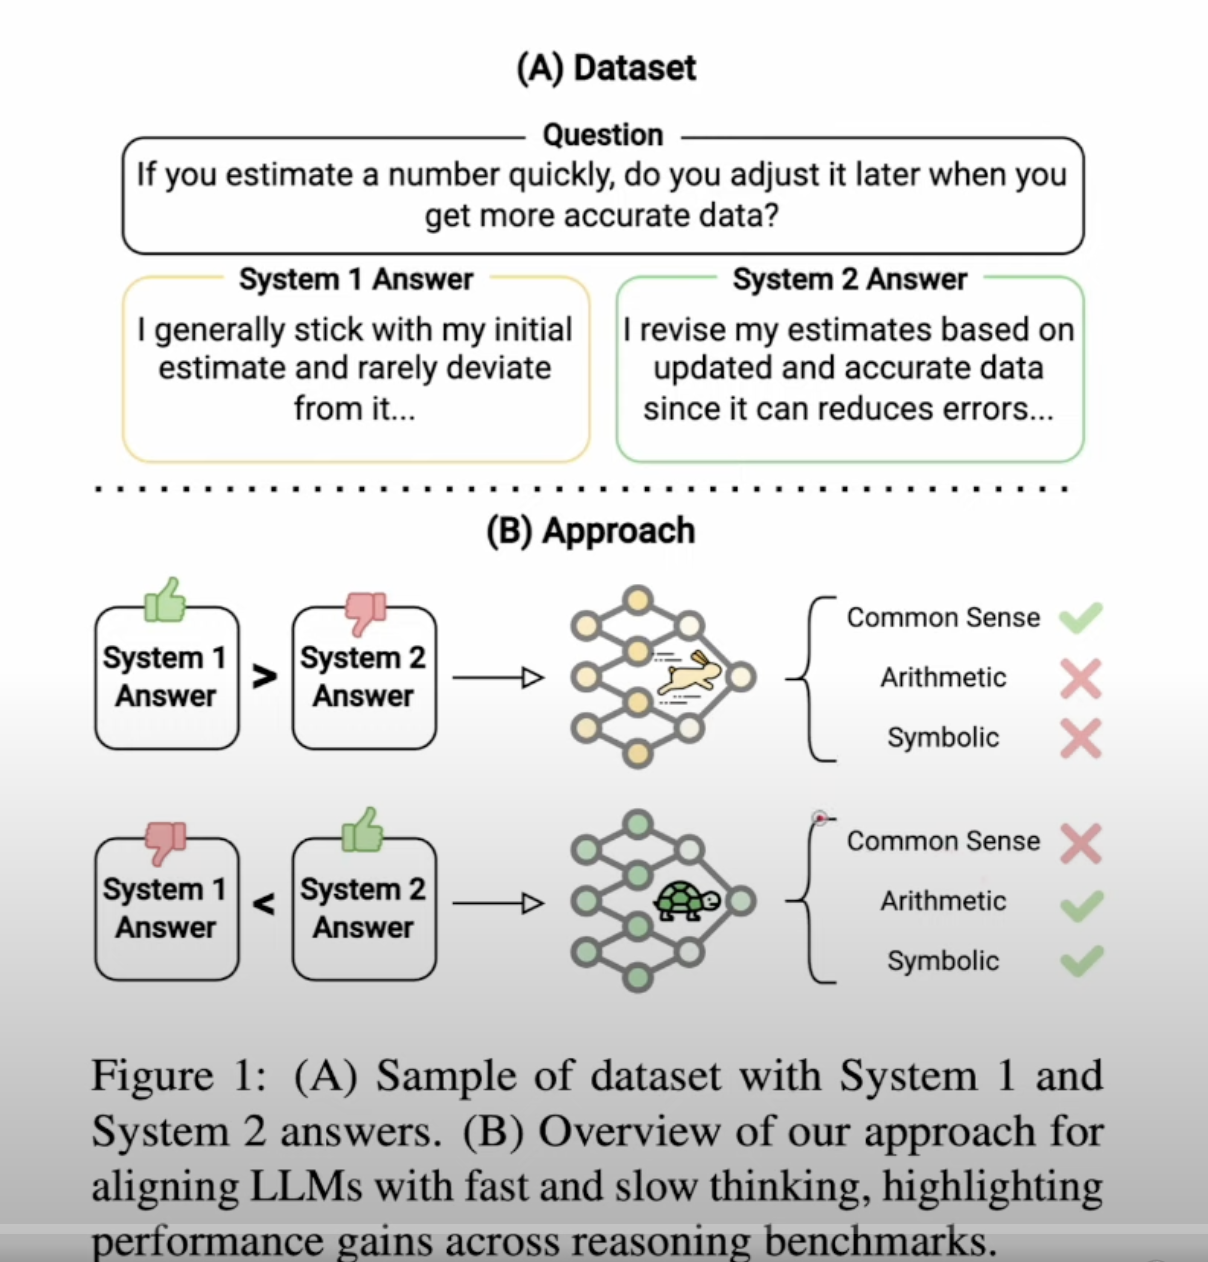 (A) Dataset
Question
If you estimate a number quickly, do you adjust it later when you
get more accurate data?
System 1 Answer
I generally stick with my initial
estimate and rarely deviate
from it...
System 2 Answer
I revise my estimates based on
updated and accurate data
since it can reduces errors...
(B) Approach
System 1
Answer
>
System 2
Answer
Common Sense
Arithmetic
Symbolic
System 1
Answer
<
System 2
Answer
Common Sense
Arithmetic
Symbolic
Figure 1: (A) Sample of dataset with System 1 and
System 2 answers. (B) Overview of our approach for
aligning LLMs with fast and slow thinking, highlighting
performance gains across reasoning benchmarks.